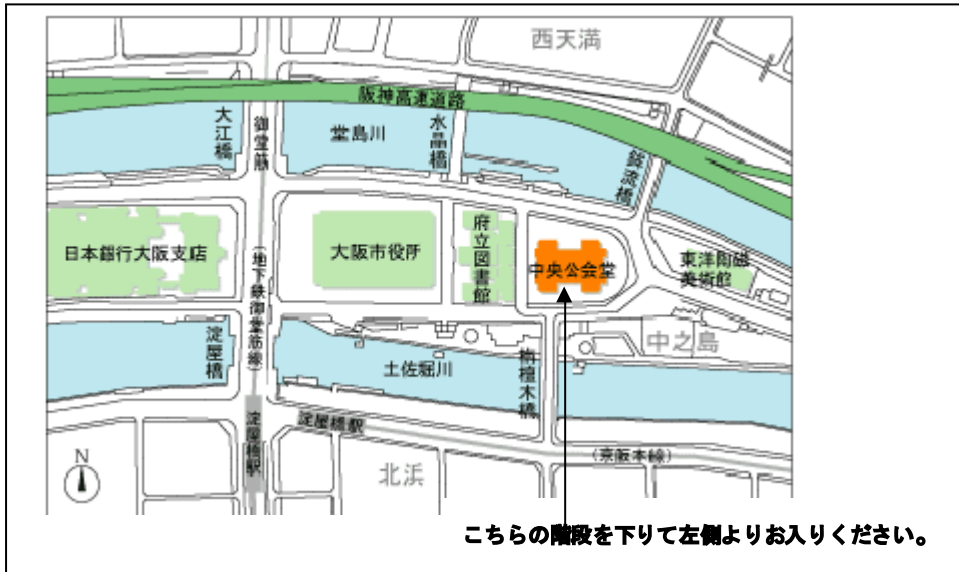 西天満
阪神高速道路
大江橋
御堂筋
堂島川
水晶橋
鉾流橋
日本銀行大阪支店
(地下鉄御堂筋線)
大阪市役所
府立図書館
中央公会堂
東洋陶磁
美術館
淀屋橋
土佐堀川
栴檀木橋
中之島
淀屋橋駅
淀屋橋駅
(京阪本線)
北浜
N
こちらの階段を下りて左側よりお入りください。